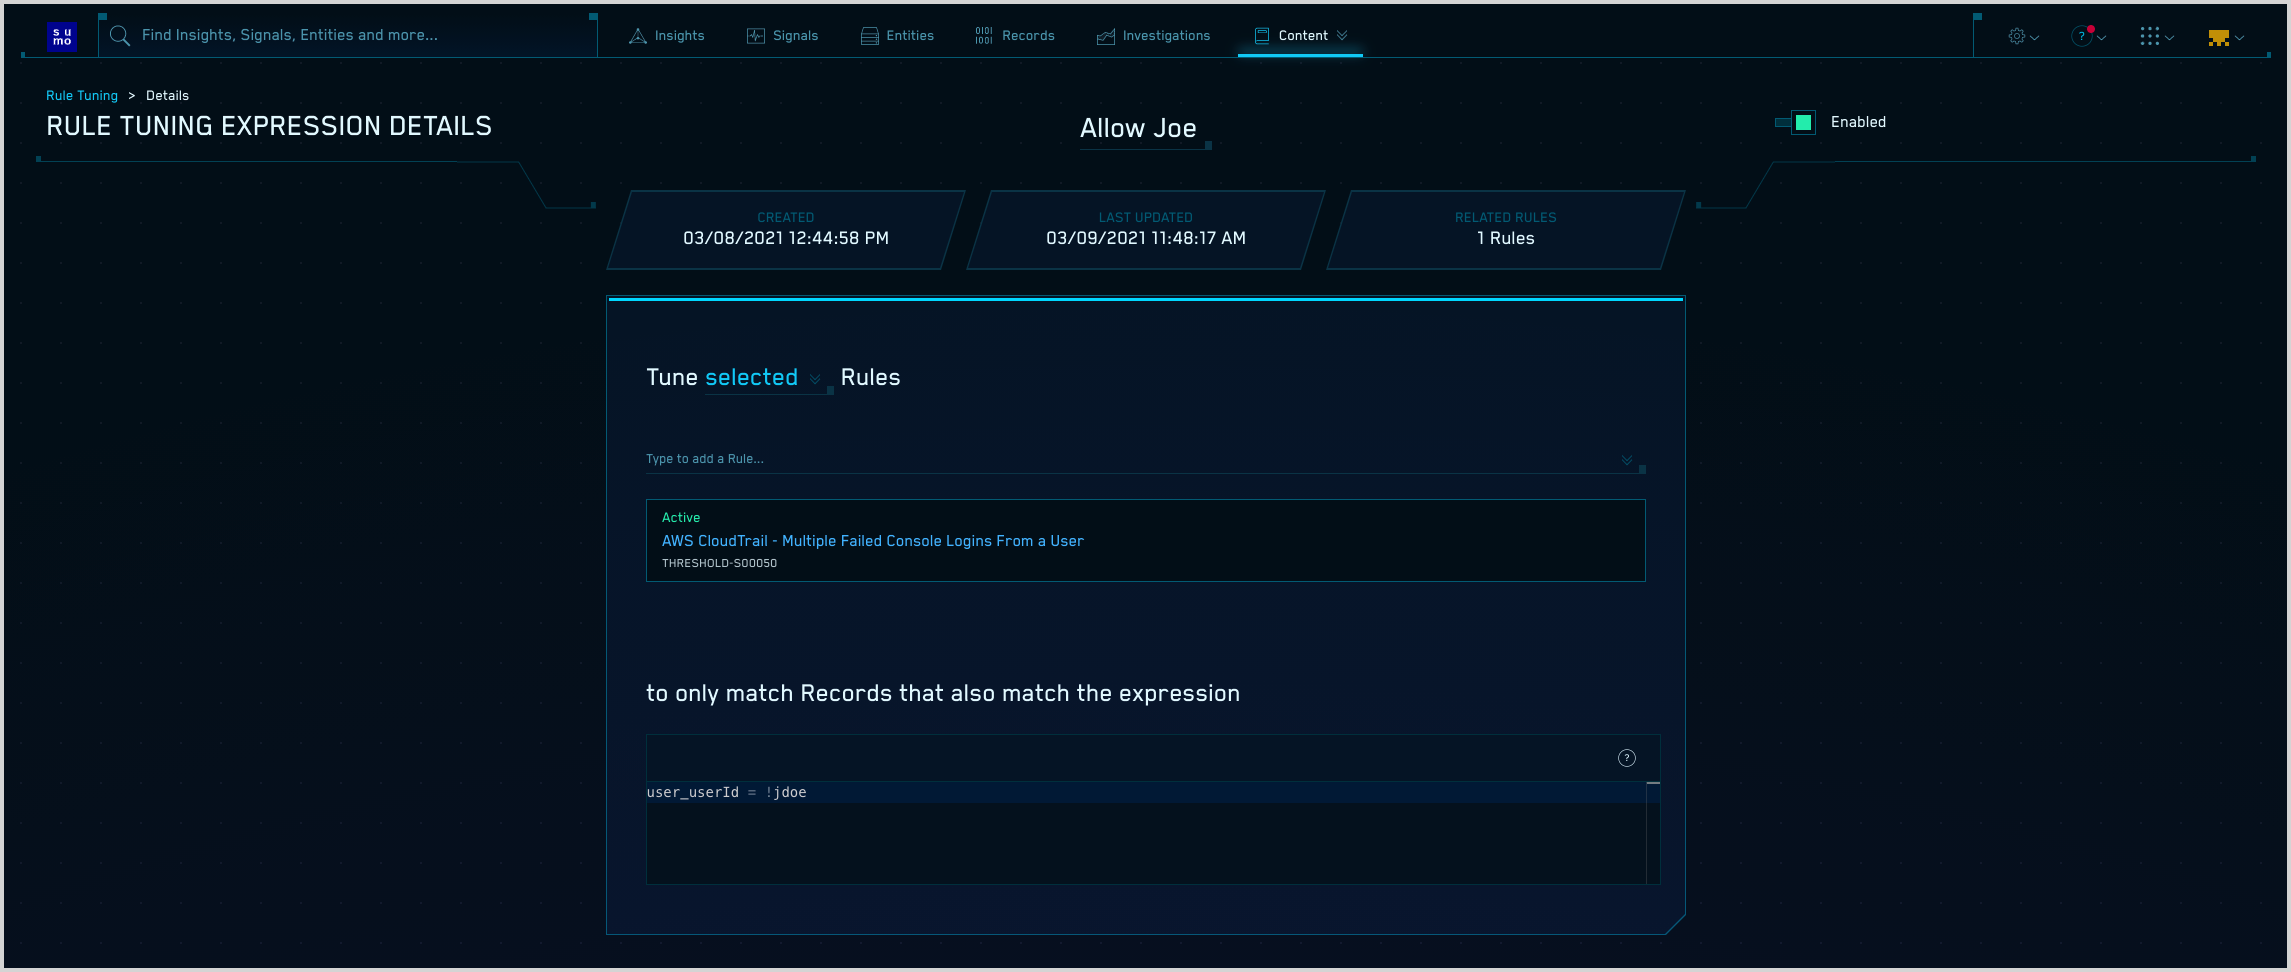 su
mo
Find Insights, Signals, Entities and more...
Insights
Signals
Entities
Records
Investigations
Content
?
Rule Tuning > Details
RULE TUNING EXPRESSION DETAILS
Allow Joe
Enabled
CREATED
03/08/2021 12:44:58 PM
LAST UPDATED
03/09/2021 11:48:17 AM
RELATED RULES
1 Rules
Tune selected Rules
Type to add a Rule...
Active
AWS CloudTrail - Multiple Failed Console Logins From a User
THRESHOLD-S00050
to only match Records that also match the expression
?
user_userId = !jdoe